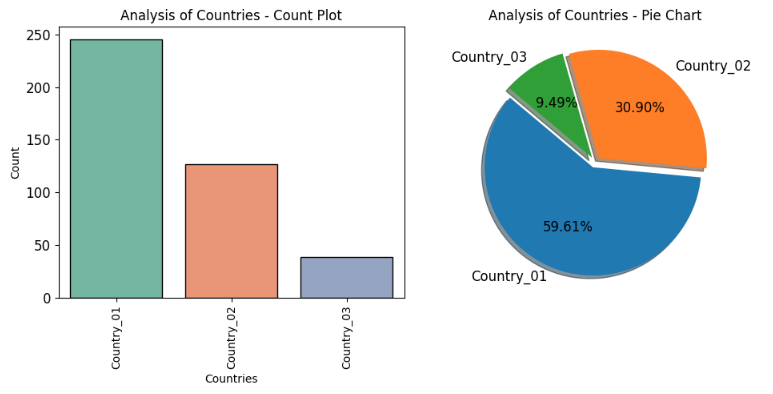 Analysis of Countries - Count Plot
250
200
150
100
50
0
Count
Country_01
Country_02
Country_03
Countries
Analysis of Countries - Pie Chart
Country_03
Country_02
9.49%
30.90%
59.61%
Country_01